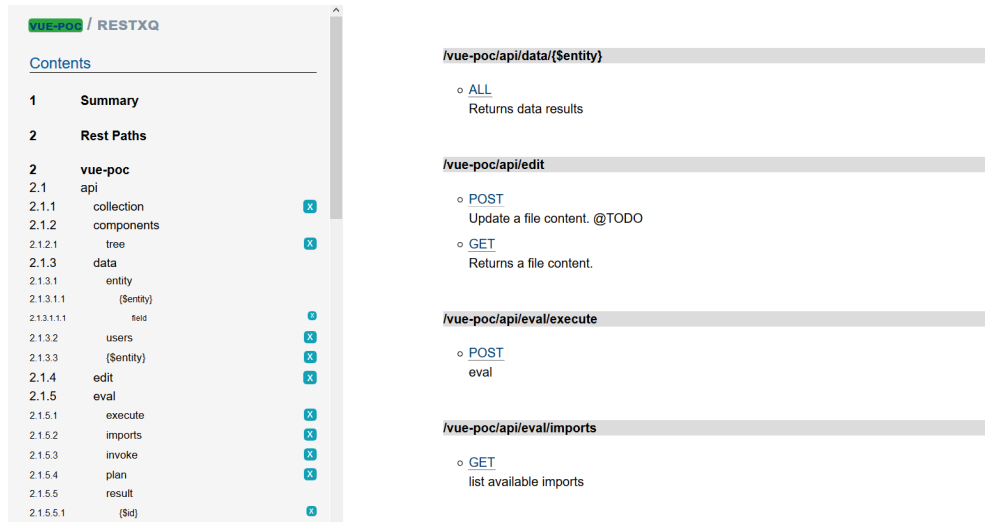 VUE-POC / RESTXQ
Contents
1 Summary
2 Rest Paths
2 vue-poc
2.1 api
2.1.1 collection X
2.1.2 components
2.1.2.1 tree X
2.1.3 data
2.1.3.1 entity
2.1.3.1.1 {$entity}
2.1.3.1.1.1 field X
2.1.3.2 users X
2.1.3.3 {$entity} X
2.1.4 edit X
2.1.5 eval
2.1.5.1 execute X
2.1.5.2 imports X
2.1.5.3 invoke X
2.1.5.4 plan X
2.1.5.5 result
2.1.5.5.1 {$id} X
/vue-poc/api/data/{$entity}
ALL
Returns data results
/vue-poc/api/edit
POST
Update a file content. @TODO
GET
Returns a file content.
/vue-poc/api/eval/execute
POST
eval
/vue-poc/api/eval/imports
GET
list available imports